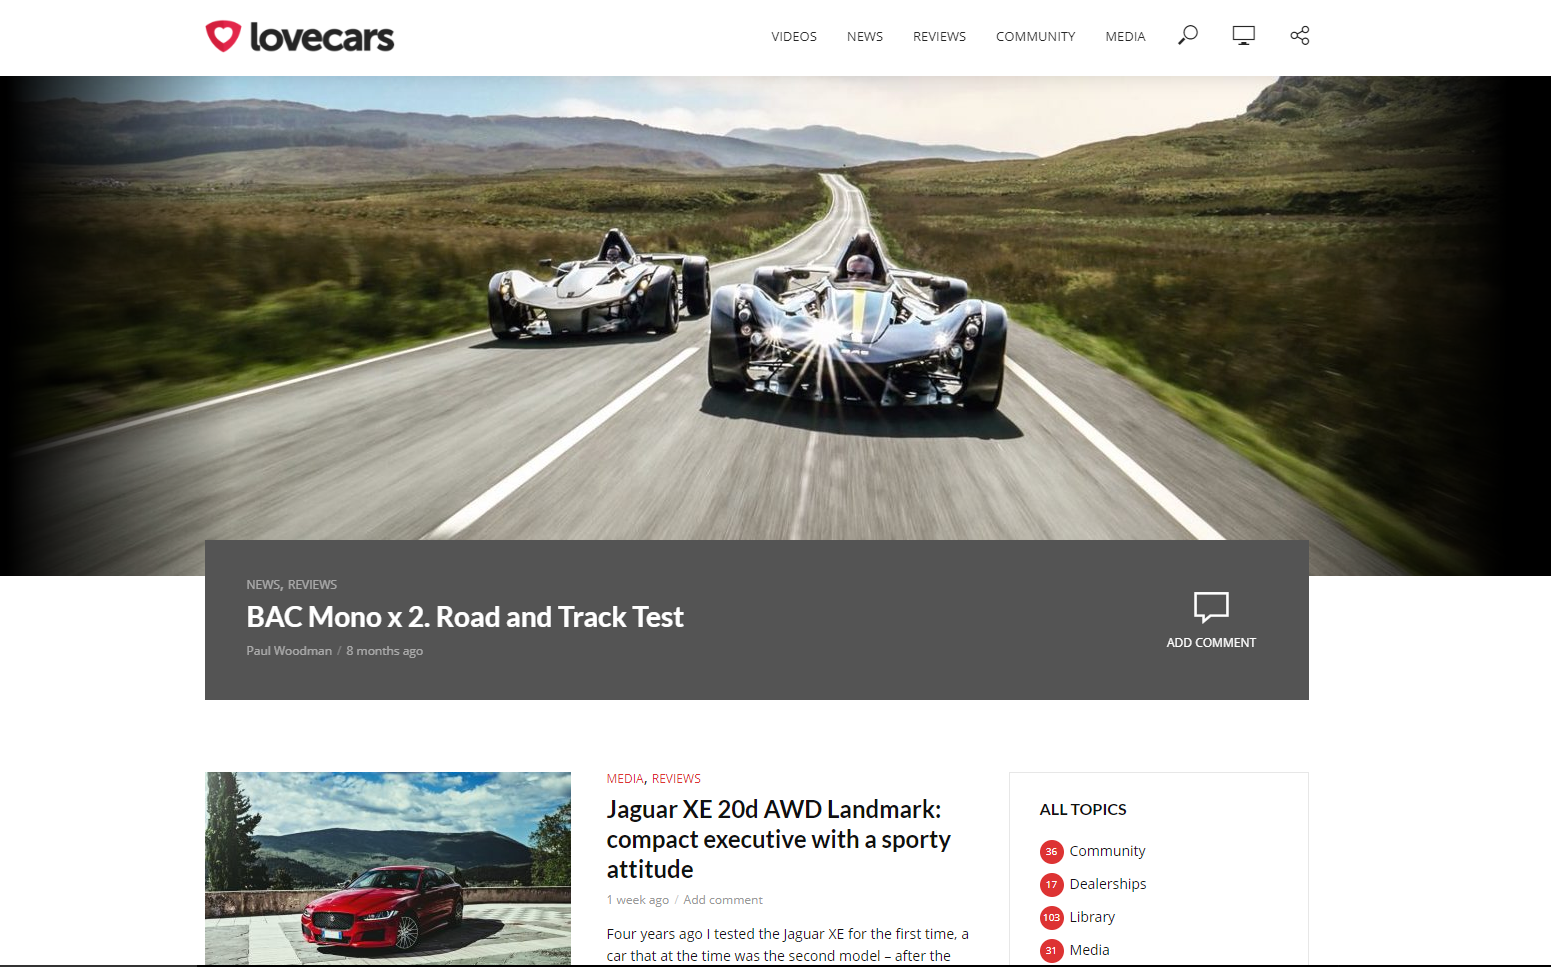 lovecars
VIDEOS NEWS REVIEWS COMMUNITY MEDIA
NEWS, REVIEWS
BAC Mono x 2. Road and Track Test
Paul Woodman / 8 months ago
ADD COMMENT
MEDIA, REVIEWS
Jaguar XE 20d AWD Landmark:
compact executive with a sporty
attitude
1 week ago / Add comment
Four years ago I tested the Jaguar XE for the first time, a
car that at the time was the second model – after the
ALL TOPICS
36 Community
17 Dealerships
103 Library
31 Media